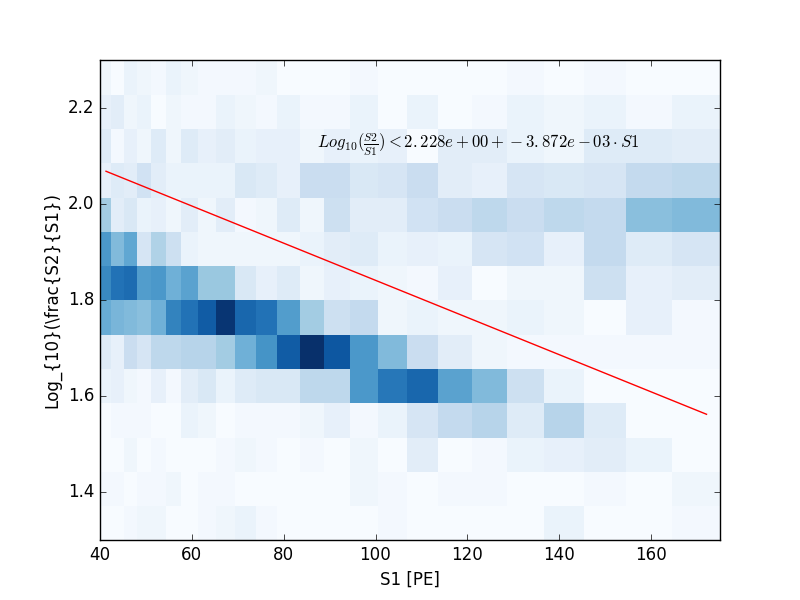 2.2
Log₁₀(S2/S1) < 2.228e + 00 + −3.872e − 03 · S1
2.0
1.8
1.6
1.4
Log_{10}(\frac{S2}{S1})
40 60 80 100 120 140 160
S1 [PE]